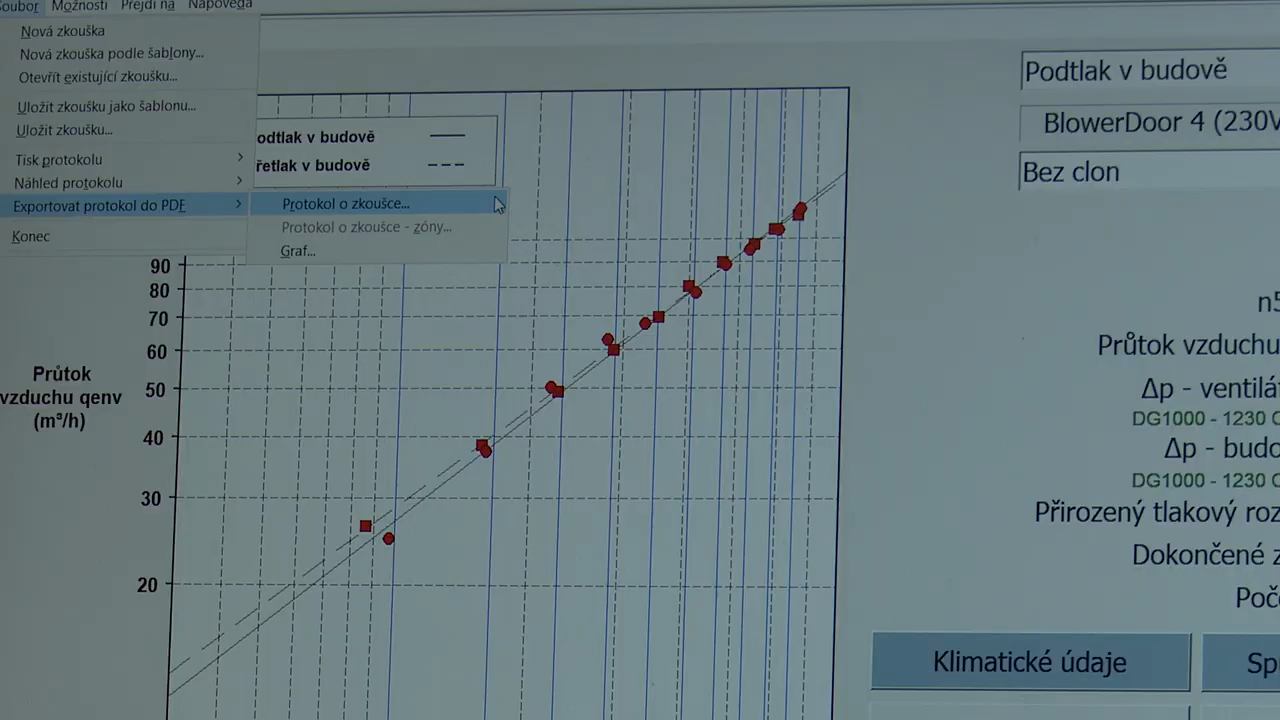 Možnosti Přejdi na Nápověda
Nová zkouška
Nová zkouška podle šablony...
Otevřít existující zkoušku...
Uložit zkoušku jako šablonu...
Uložit zkoušku...
Tisk protokolu
Náhled protokolu
Exportovat protokol do PDF
Konec
Protokol o zkoušce...
Protokol o zkoušce - zóny...
Graf...
odtlak v budově
řetlak v budově
90
80
70
60
50
40
30
20
Průtok
vzduchu qenv
(m³/h)
Podtlak v budově
BlowerDoor 4 (230V
Bez clon
n5
Průtok vzduchu
Δp - ventilát
DG1000 - 1230
Δp - budo
DG1000 - 1230
Přirozený tlakový roz
Dokončené z
Poč
Klimatické údaje
Sp